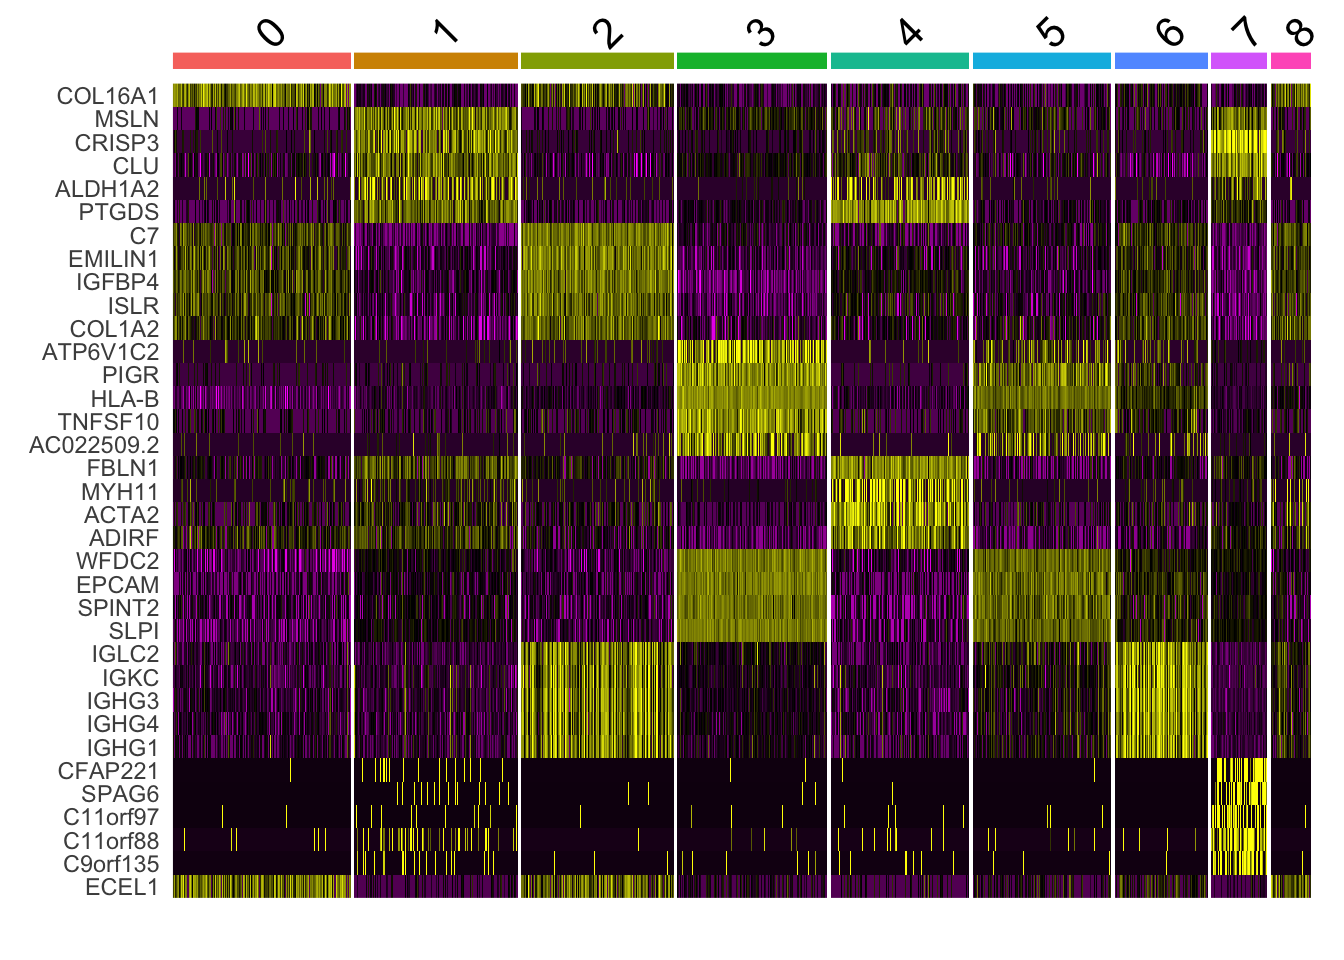 0 1 2 3 4 5 6 7 8
COL16A1
MSLN
CRISP3
CLU
ALDH1A2
PTGDS
C7
EMILIN1
IGFBP4
ISLR
COL1A2
ATP6V1C2
PIGR
HLA-B
TNFSF10
AC022509.2
FBLN1
MYH11
ACTA2
ADIRF
WFDC2
EPCAM
SPINT2
SLPI
IGLC2
IGKC
IGHG3
IGHG4
IGHG1
CFAP221
SPAG6
C11orf97
C11orf88
C9orf135
ECEL1